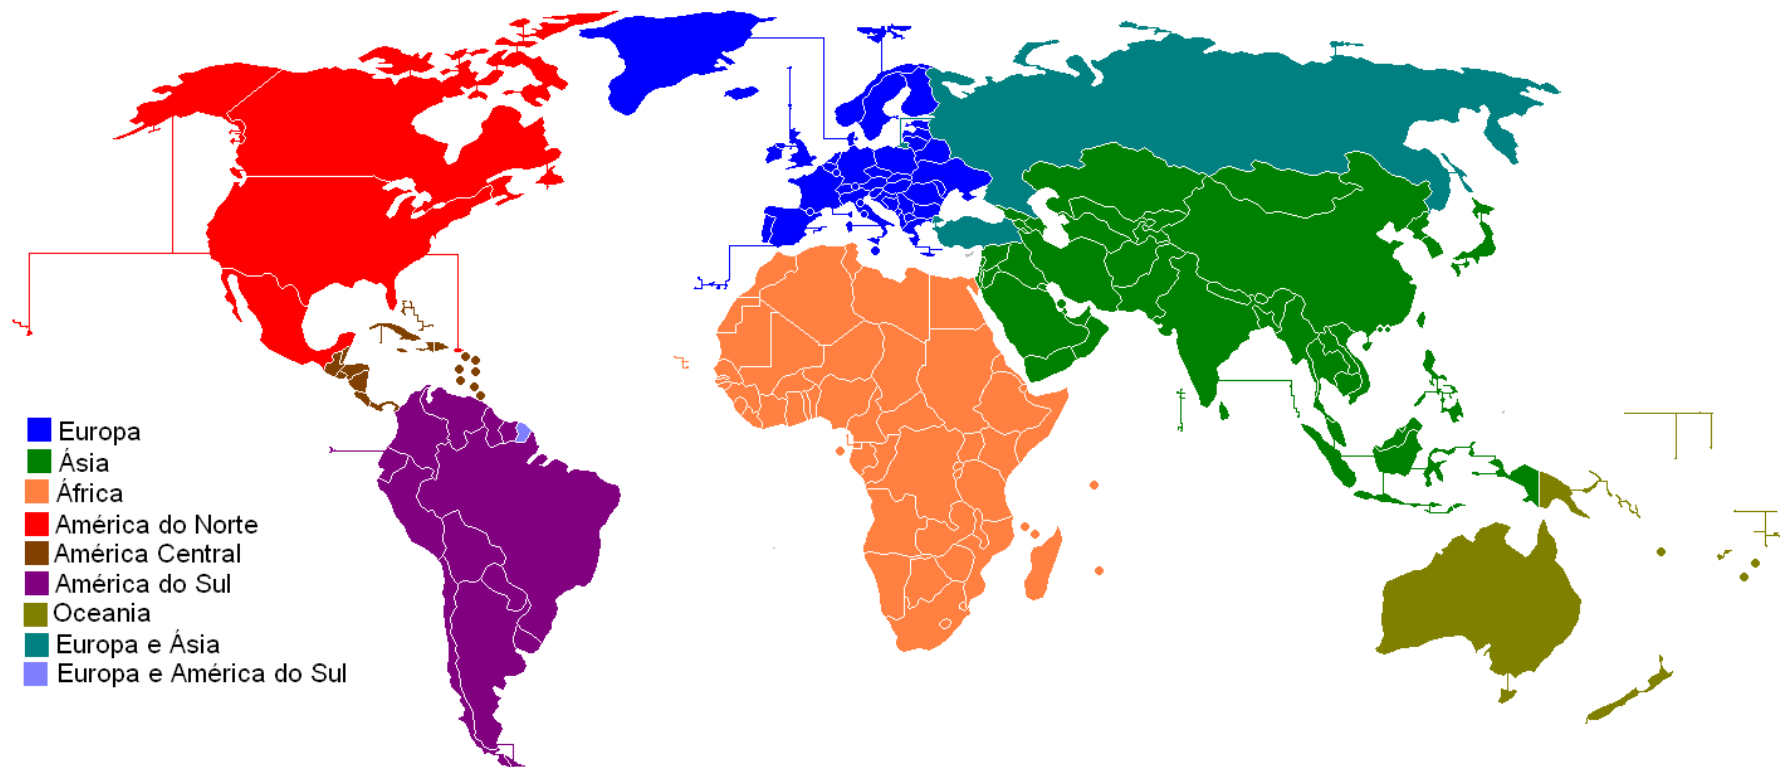 Europa
Ásia
África
América do Norte
América Central
América do Sul
Oceania
Europa e Ásia
Europa e América do Sul